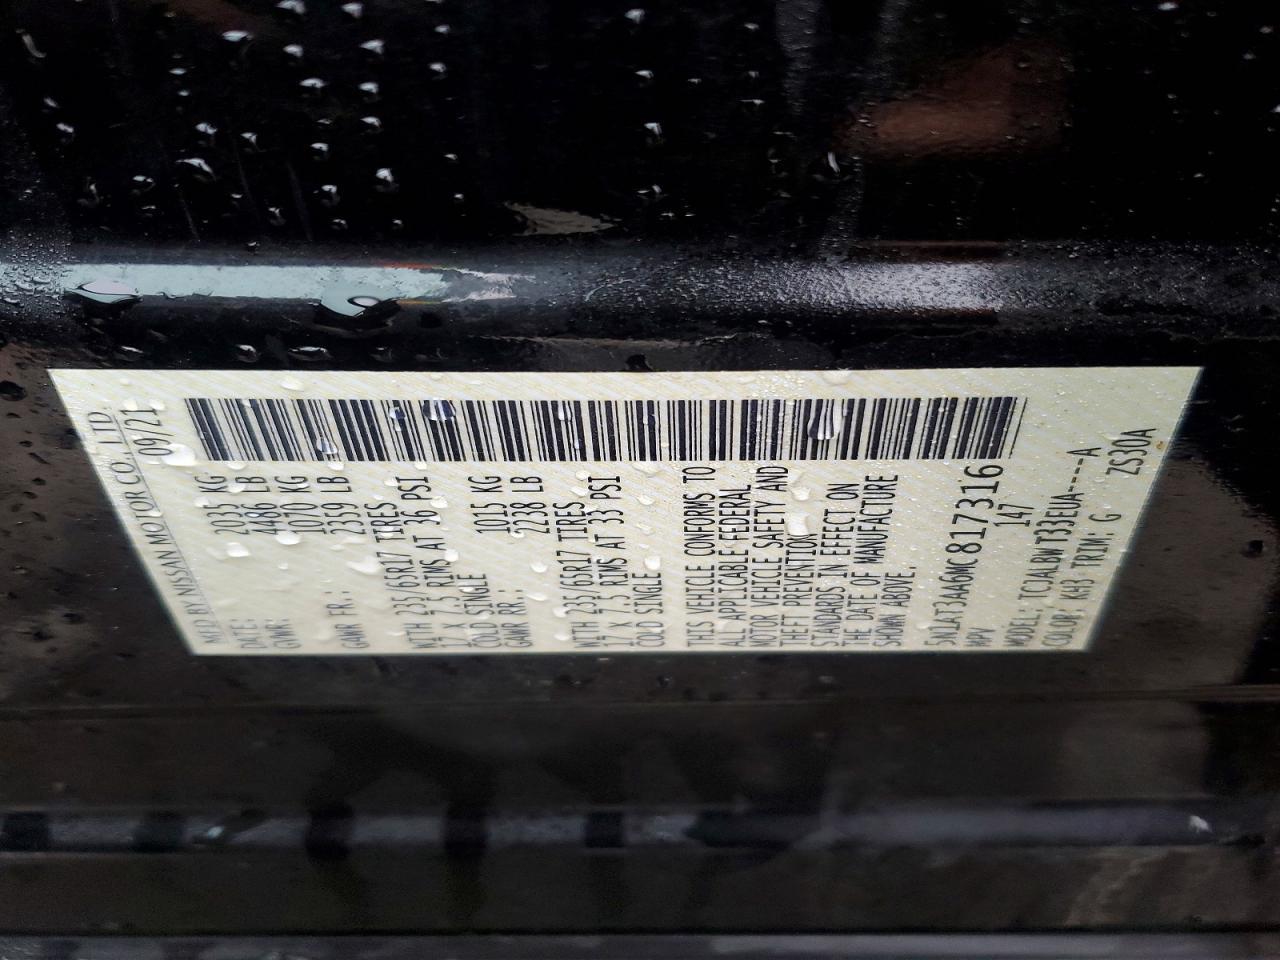 MFD BY NISSAN MOTOR CO., LTD.
DATE: 09/21
GVWR: 2035 KG
4486 LB
GAWR FR.: 1070 KG
2359 LB
WITH 235/65R17 TIRES
17 X 7.5 RIMS AT 36 PSI
COLD SINGLE
GAWR RR.: 1015 KG
2238 LB
WITH 235/65R17 TIRES
17 X 7.5 RIMS AT 33 PSI
COLD SINGLE
THIS VEHICLE CONFORMS TO
ALL APPLICABLE FEDERAL
MOTOR VEHICLE SAFETY AND
THEFT PREVENTION
STANDARDS IN EFFECT ON
THE DATE OF MANUFACTURE
SHOWN ABOVE.
817316
MPV 147
MODEL: TCTALBW T33EUA----A
COLOR: KH3 TRIM: G ZS30A